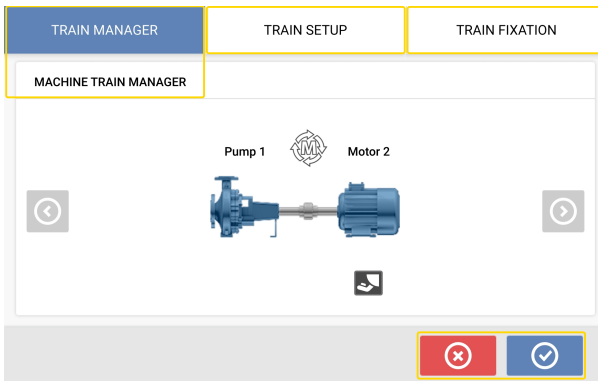 TRAIN MANAGER
TRAIN SETUP
TRAIN FIXATION
MACHINE TRAIN MANAGER
Pump 1
M
Motor 2